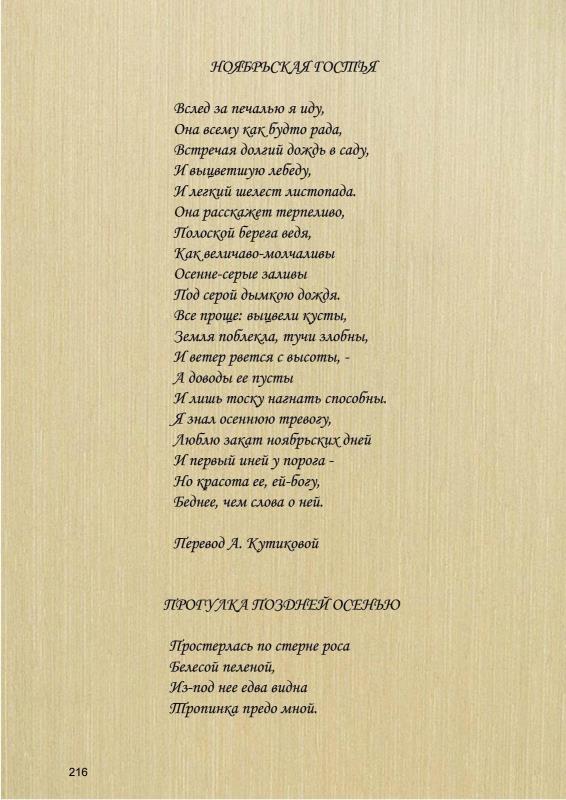 НОЯБРЬСКАЯ ГОСТЬЯ
Вслед за печалью я иду,
Она всему как будто рада,
Встречая долгий дождь в саду,
И выцветшую лебеду,
И легкий шелест листопада.
Она расскажет терпеливо,
Полоской берега ведя,
Как величаво-молчаливы
Осенне-серые заливы
Под серой дымкою дождя.
Все проще: выцвели кусты,
Земля поблекла, тучи злобны,
И ветер рвется с высоты, -
А доводы ее пусты
И лишь тоску нагнать способны.
Я знал осеннюю тревогу,
Люблю закат ноябрьских дней
И первый иней у порога -
Но красота ее, ей-богу,
Беднее, чем слова о ней.
Перевод А. Кутиковой
ПРОГУЛКА ПОЗДНЕЙ ОСЕНЬЮ
Простерлась по стерне роса
Белесой пеленой,
Из-под нее едва видна
Тропинка предо мной.
216